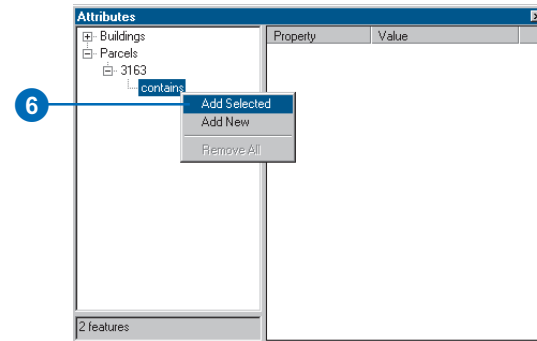 Attributes
Buildings
Parcels
3163
contains
Property Value
6
Add Selected
Add New
Remove All
2 features